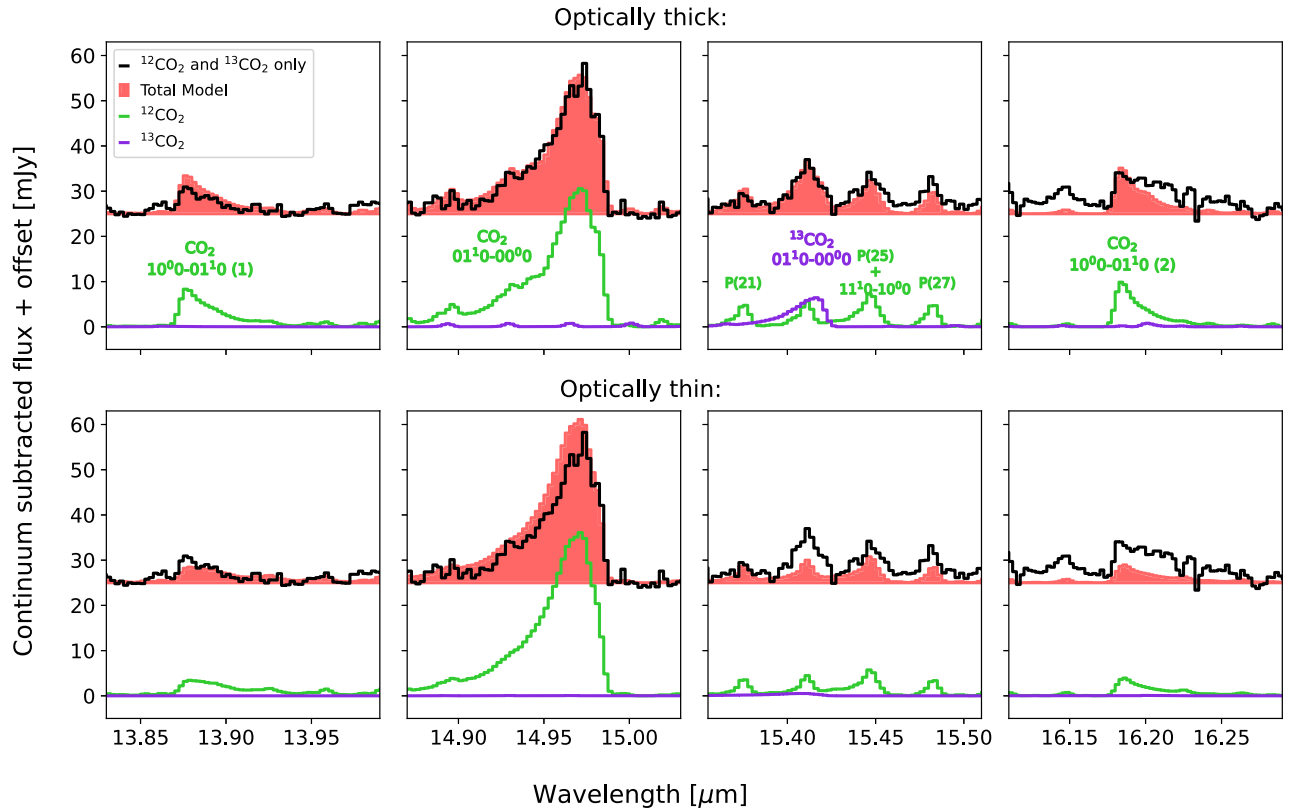 Optically thick:
¹²CO₂ and ¹³CO₂ only
Total Model
¹²CO₂
¹³CO₂
60
50
40
30
20
10
0
CO₂
10⁰0-01¹0 (1)
CO₂
01¹0-00⁰0
P(21)
¹³CO₂
01¹0-00⁰0
P(25)
+
11¹0-10⁰0
P(27)
CO₂
10⁰0-01¹0 (2)
Continuum subtracted flux + offset [mJy]
Optically thin:
60
50
40
30
20
10
0
13.85 13.90 13.95
14.90 14.95 15.00
15.40 15.45 15.50
16.15 16.20 16.25
Wavelength [μm]